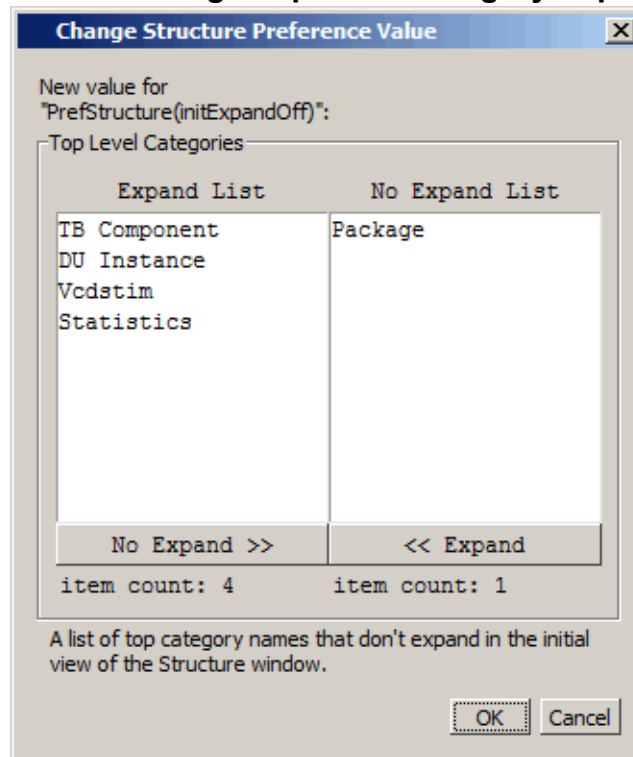 Change Structure Preference Value
New value for
"PrefStructure(initExpandOff)":
Top Level Categories
Expand List No Expand List
TB Component Package
DU Instance
Vcdstim
Statistics
No Expand >> << Expand
item count: 4 item count: 1
A list of top category names that don't expand in the initial
view of the Structure window.
OK Cancel